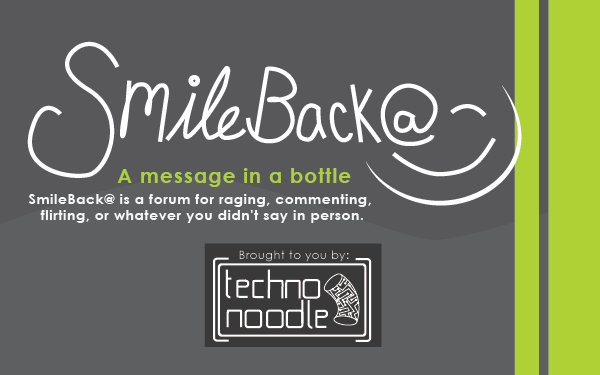 SmileBack@
A message in a bottle
SmileBack@ is a forum for raging, commenting,
flirting, or whatever you didn't say in person.
Brought to you by:
techno
noodle